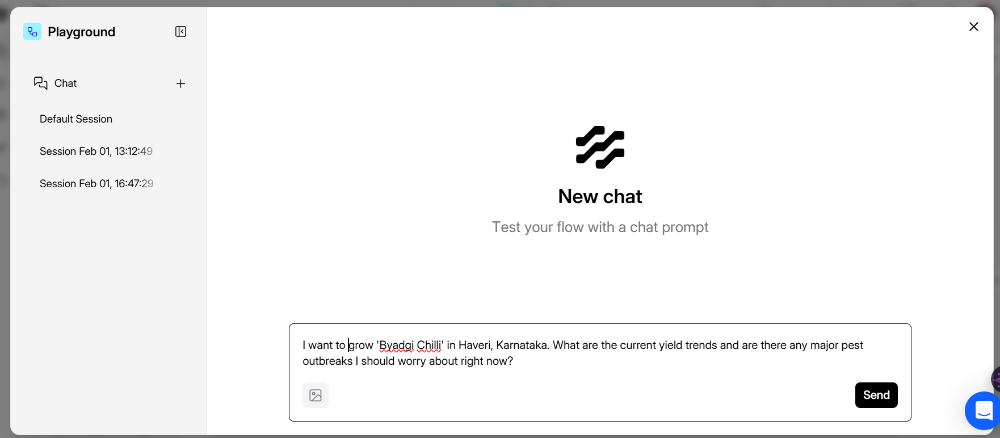 Playground
Chat
Default Session
Session Feb 01, 13:12:49
Session Feb 01, 16:47:29
New chat
Test your flow with a chat prompt
I want to grow 'Byadgi Chilli' in Haveri, Karnataka. What are the current yield trends and are there any major pest
outbreaks I should worry about right now?
Send